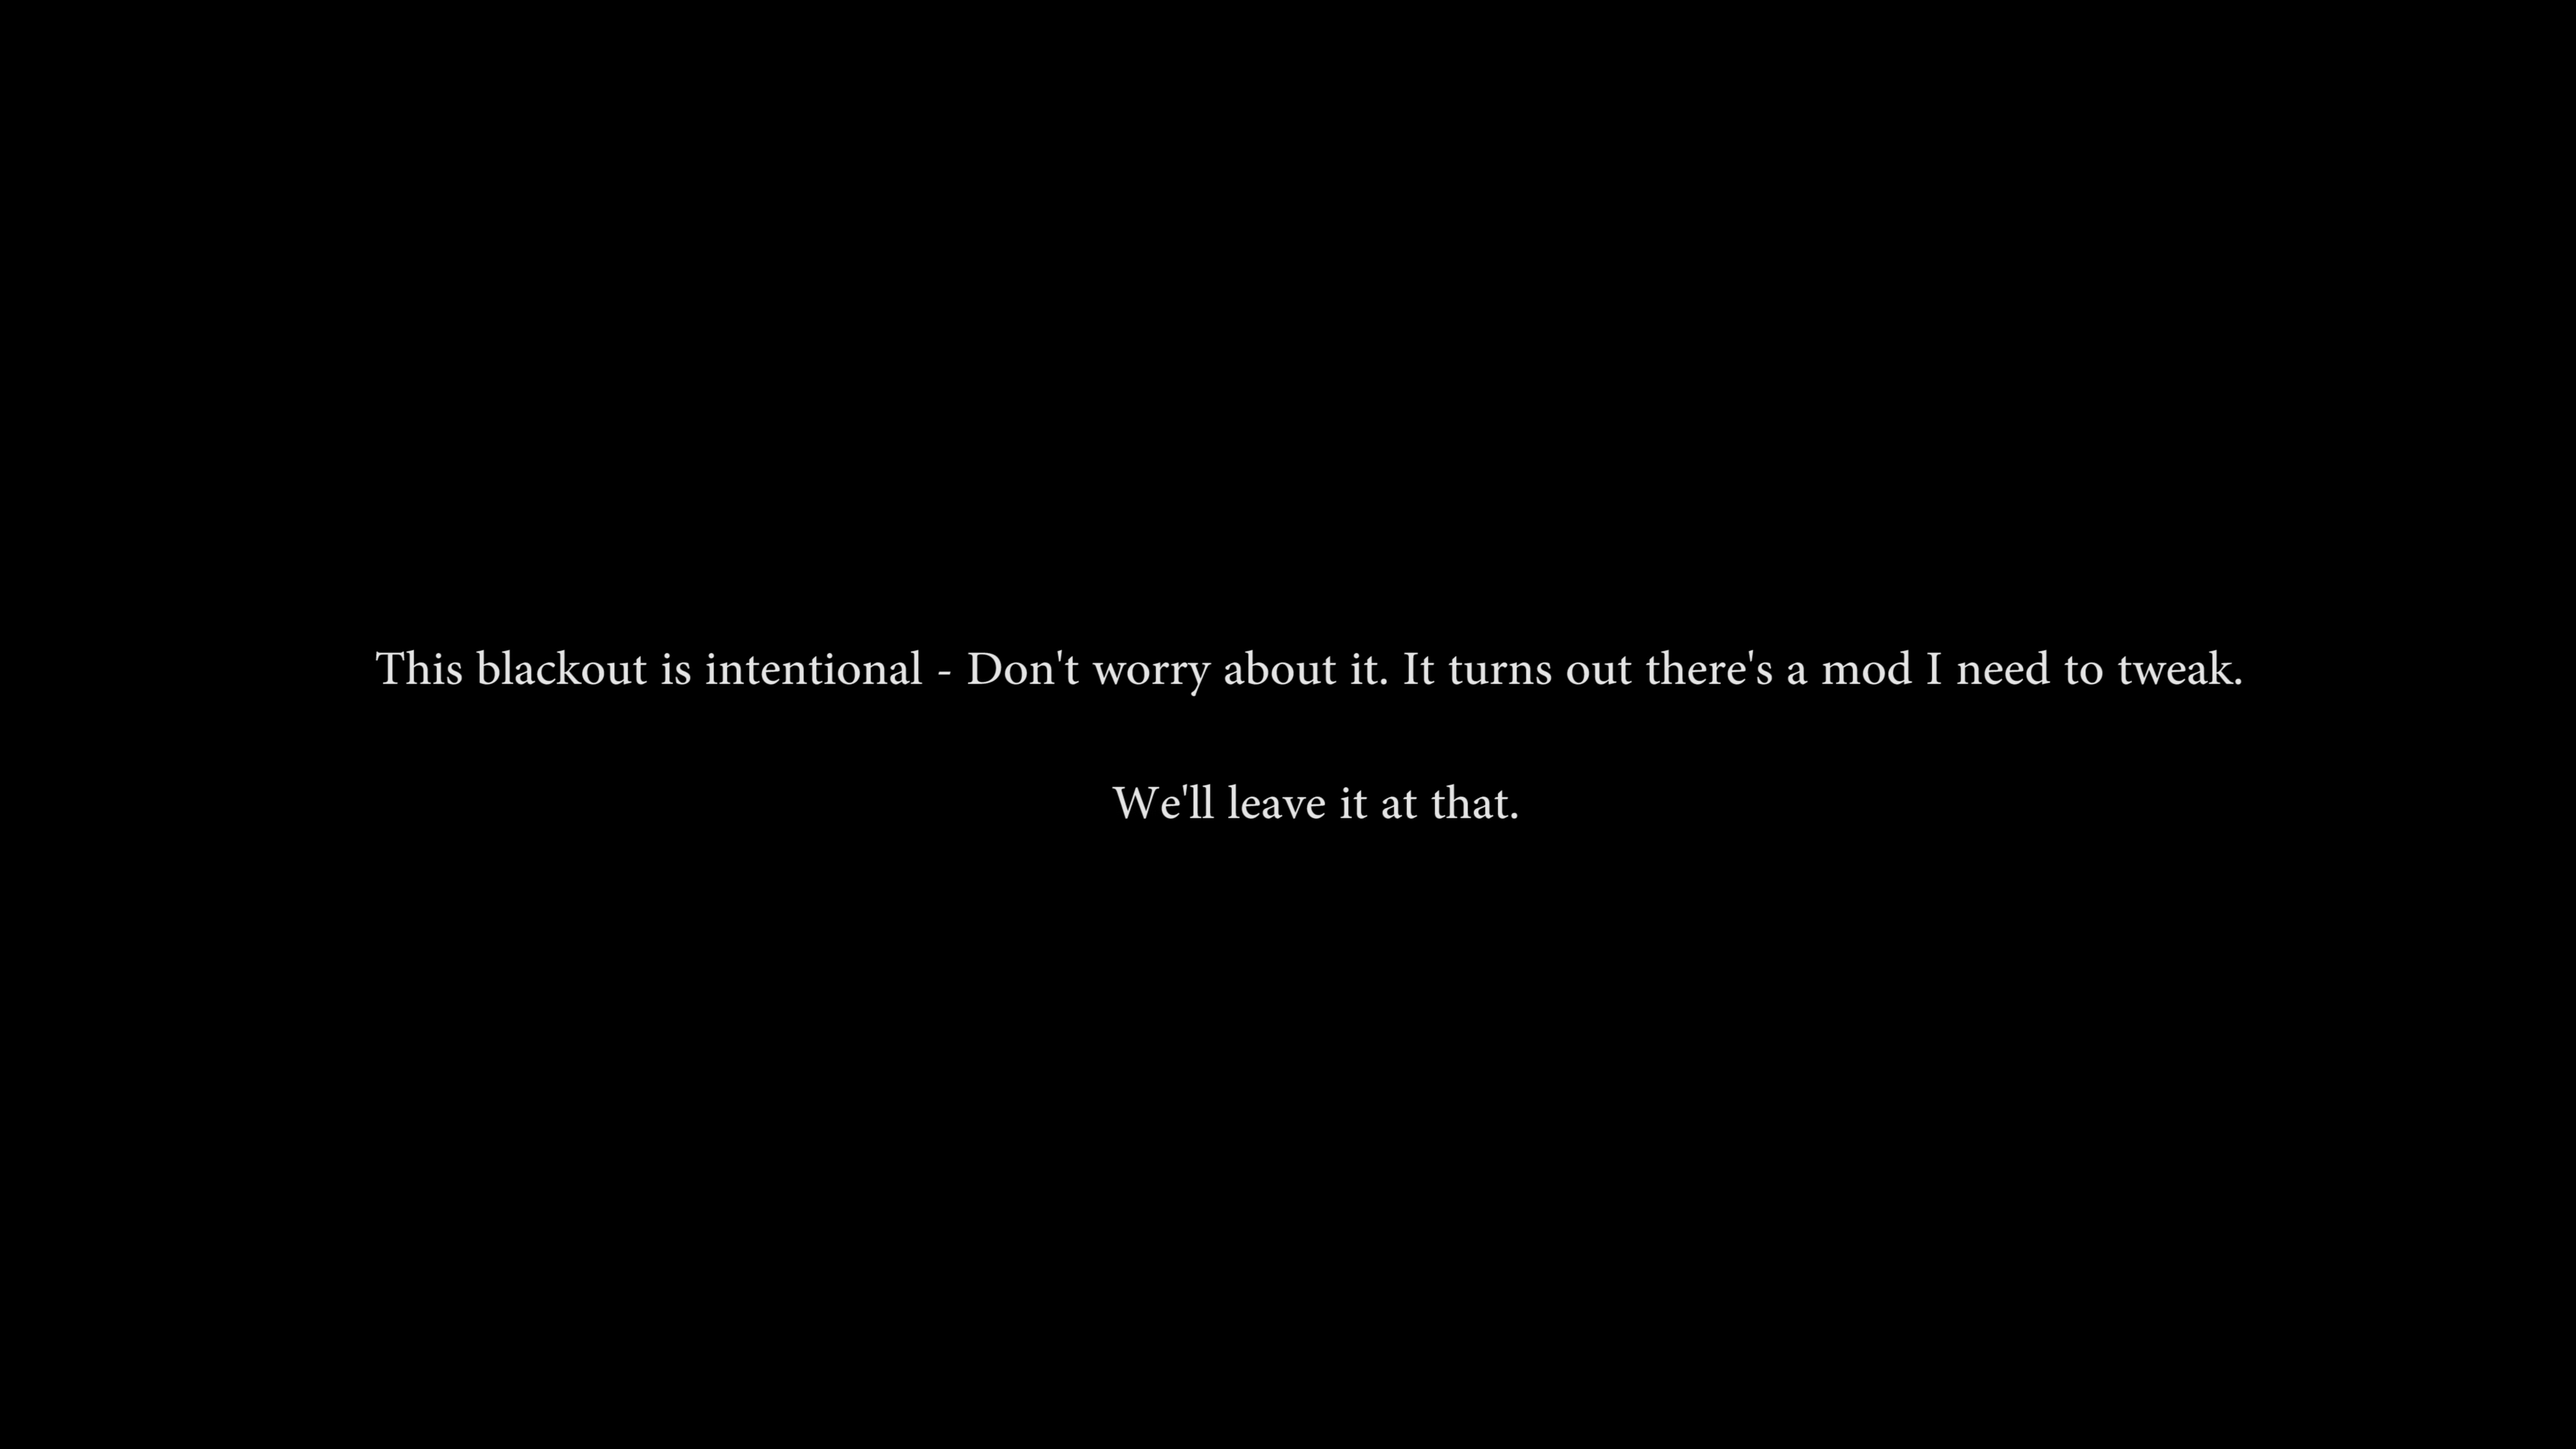 This blackout is intentional - Don't worry about it. It turns out there's a mod I need to tweak.
We'll leave it at that.